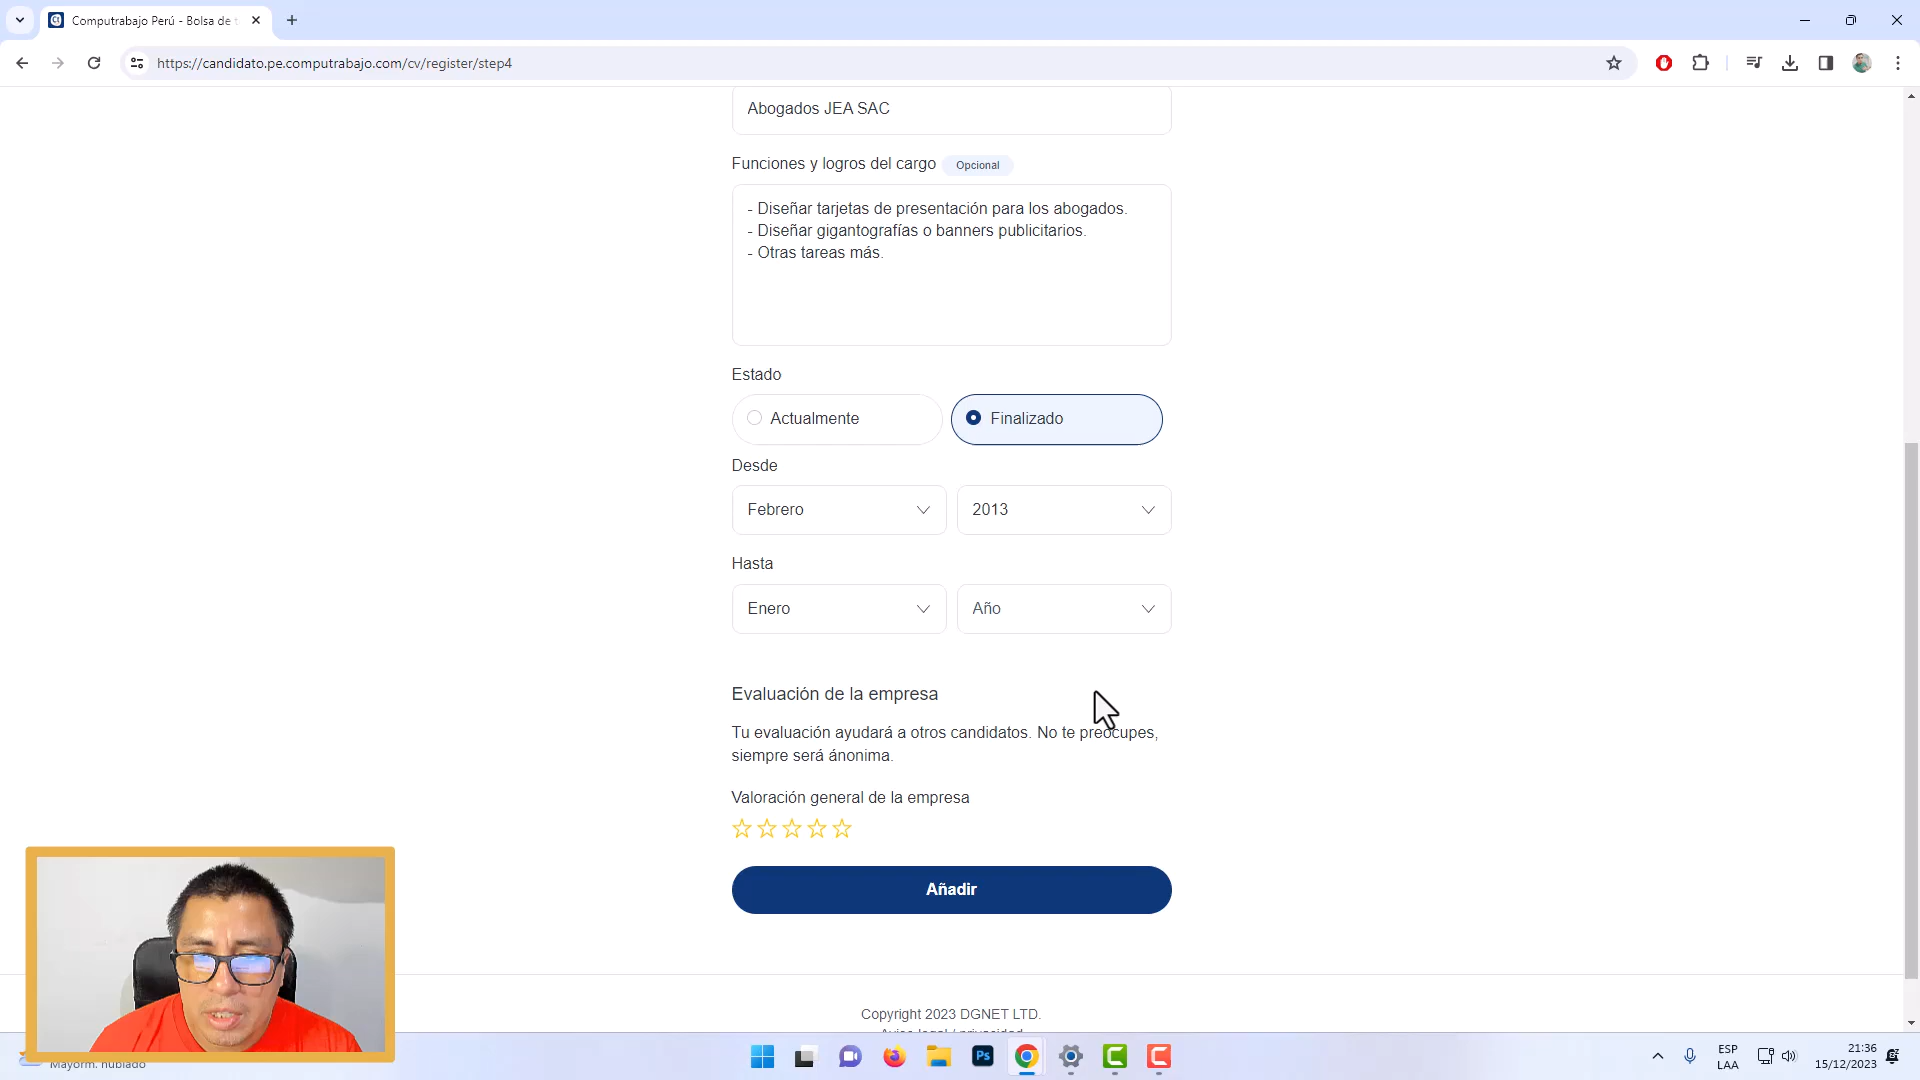 Computrabajo Perú - Bolsa de t
https://candidato.pe.computrabajo.com/cv/register/step4
Abogados JEA SAC
Funciones y logros del cargo Opcional
- Diseñar tarjetas de presentación para los abogados.
- Diseñar gigantografías o banners publicitarios.
- Otras tareas más.
Estado
Actualmente Finalizado
Desde
Febrero 2013
Hasta
Enero Año
Evaluación de la empresa
Tu evaluación ayudará a otros candidatos. No te preocupes,
siempre será ánonima.
Valoración general de la empresa
Añadir
Copyright 2023 DGNET LTD.
Aviso legal / privacidad
Mayorm. nublado
Ps
ESP
LAA
21:36
15/12/2023